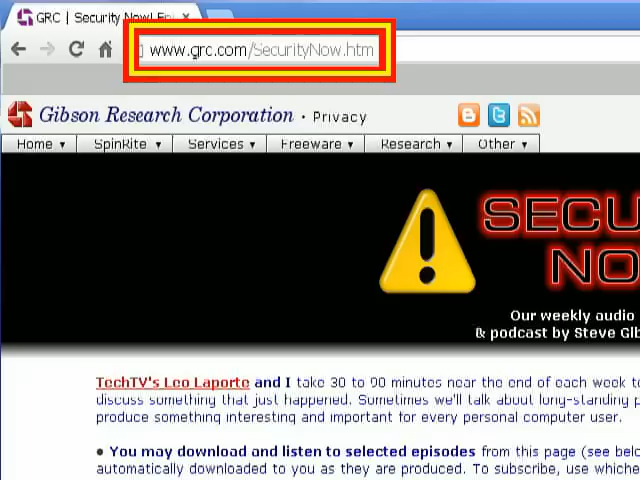 GRC | Security Now! Epi
www.grc.com/SecurityNow.htm
Gibson Research Corporation · Privacy
Home ▾ SpinRite ▾ Services ▾ Freeware ▾ Research ▾ Other ▾
SECU
NO
Our weekly audio
& podcast by Steve Gib
TechTV's Leo Laporte and I take 30 to 90 minutes near the end of each week to
discuss something that just happened. Sometimes we'll talk about long-standing p
produce something interesting and important for every personal computer user.
● You may download and listen to selected episodes from this page (see belo
automatically downloaded to you as they are produced. To subscribe, use whiche